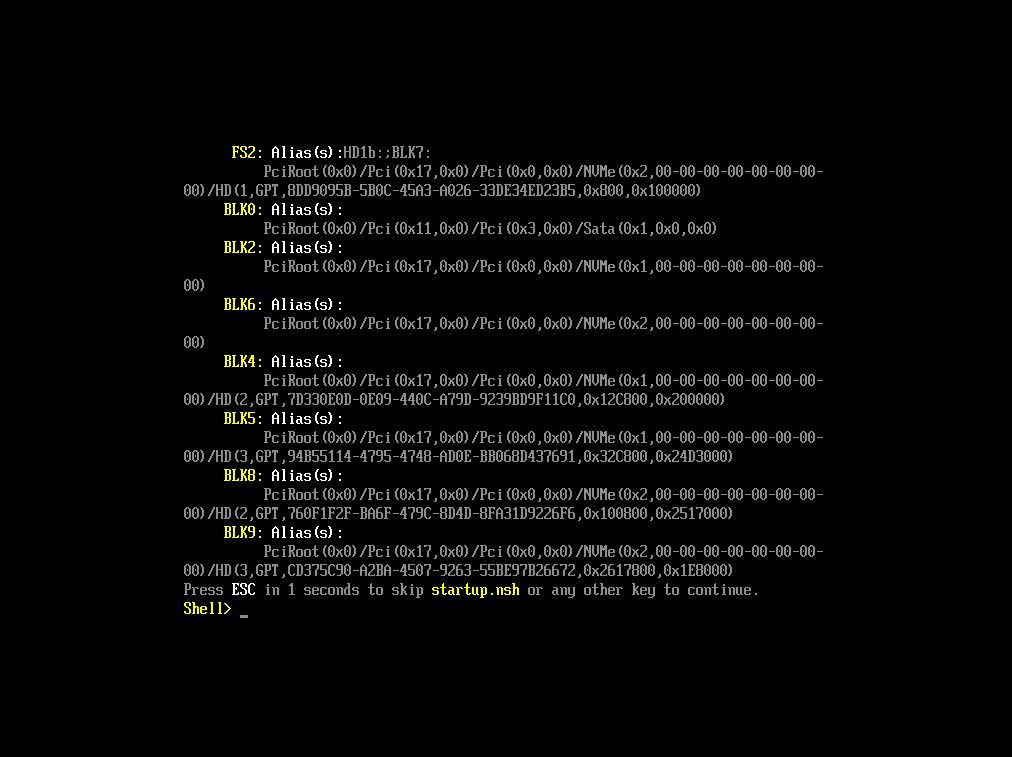 FS2: Alias(s):HD1b:;BLK7:
PciRoot(0x0)/Pci(0x17,0x0)/Pci(0x0,0x0)/NVMe(0x2,00-00-00-00-00-00-00-
00)/HD(1,GPT,8DD9095B-5B0C-45A3-A026-33DE34ED23B5,0x800,0x100000)
BLK0: Alias(s):
PciRoot(0x0)/Pci(0x11,0x0)/Pci(0x3,0x0)/Sata(0x1,0x0,0x0)
BLK2: Alias(s):
PciRoot(0x0)/Pci(0x17,0x0)/Pci(0x0,0x0)/NVMe(0x1,00-00-00-00-00-00-00-
00)
BLK6: Alias(s):
PciRoot(0x0)/Pci(0x17,0x0)/Pci(0x0,0x0)/NVMe(0x2,00-00-00-00-00-00-00-
00)
BLK4: Alias(s):
PciRoot(0x0)/Pci(0x17,0x0)/Pci(0x0,0x0)/NVMe(0x1,00-00-00-00-00-00-00-
00)/HD(2,GPT,7D330E0D-0E09-440C-A79D-9239BD9F11C0,0x12C800,0x200000)
BLK5: Alias(s):
PciRoot(0x0)/Pci(0x17,0x0)/Pci(0x0,0x0)/NVMe(0x1,00-00-00-00-00-00-00-
00)/HD(3,GPT,94B55114-4795-4748-AD0E-BB068D437691,0x32C800,0x24D3000)
BLK8: Alias(s):
PciRoot(0x0)/Pci(0x17,0x0)/Pci(0x0,0x0)/NVMe(0x2,00-00-00-00-00-00-00-
00)/HD(2,GPT,760F1F2F-BA6F-479C-8D4D-8FA31D9226F6,0x100800,0x2517000)
BLK9: Alias(s):
PciRoot(0x0)/Pci(0x17,0x0)/Pci(0x0,0x0)/NVMe(0x2,00-00-00-00-00-00-00-
00)/HD(3,GPT,CD375C90-A2BA-4507-9263-55BE97B26672,0x2617800,0x1E8000)
Press ESC in 1 seconds to skip startup.nsh or any other key to continue.
Shell> _